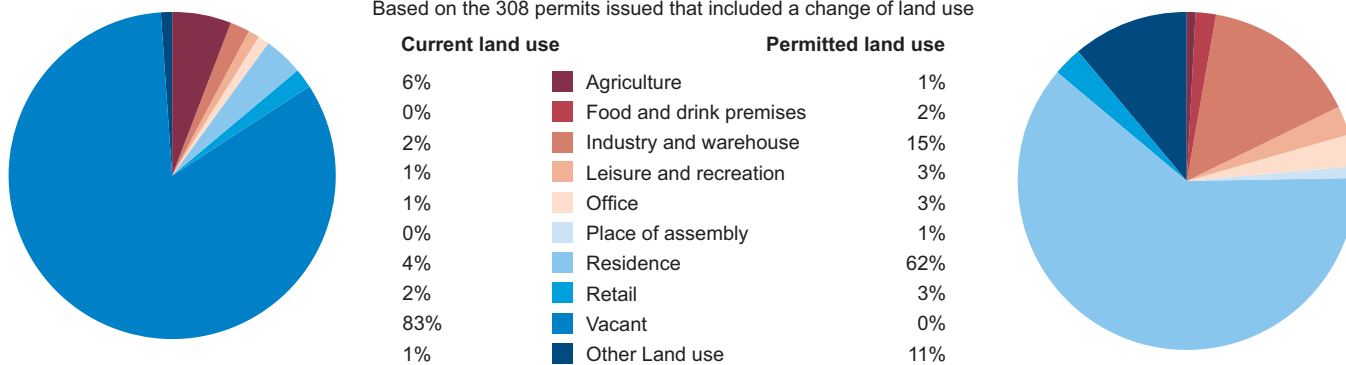 Based on the 308 permits issued that included a change of land use
Current land use Permitted land use
6% Agriculture 1%
0% Food and drink premises 2%
2% Industry and warehouse 15%
1% Leisure and recreation 3%
1% Office 3%
0% Place of assembly 1%
4% Residence 62%
2% Retail 3%
83% Vacant 0%
1% Other Land use 11%